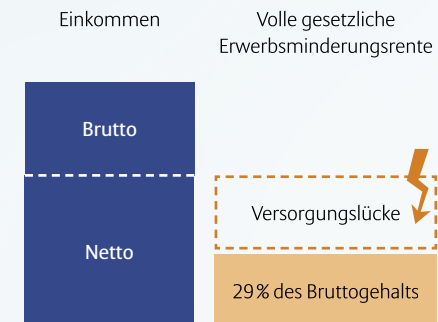 Einkommen
Volle gesetzliche
Erwerbsminderungsrente
Brutto
Netto
Versorgungslücke
29 % des Bruttogehalts